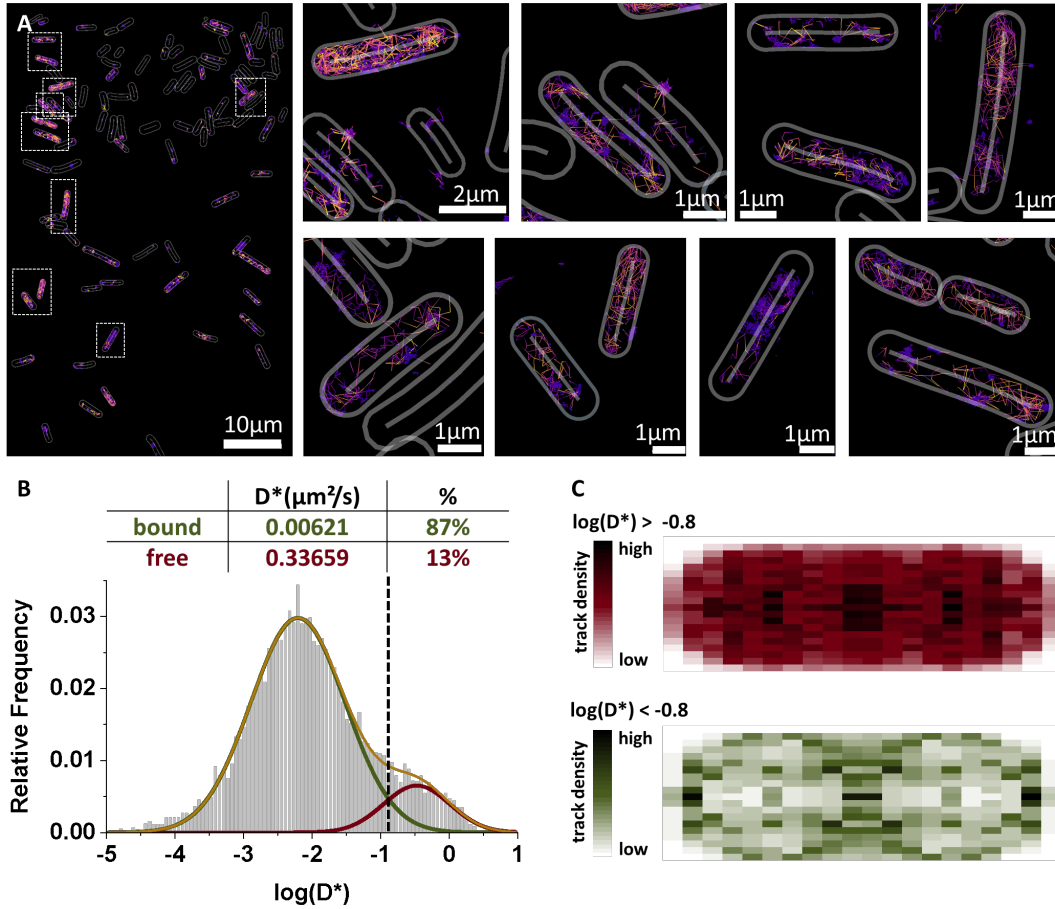 A
10µm
2µm
1µm
1µm
1µm
1µm
1µm
1µm
1µm
B
D*(µm²/s) %
bound 0.00621 87%
free 0.33659 13%
Relative Frequency
0.03
0.02
0.01
0.00
-5 -4 -3 -2 -1 0 1
log(D*)
C
log(D*) > -0.8
track density
high
low
log(D*) < -0.8
track density
high
low